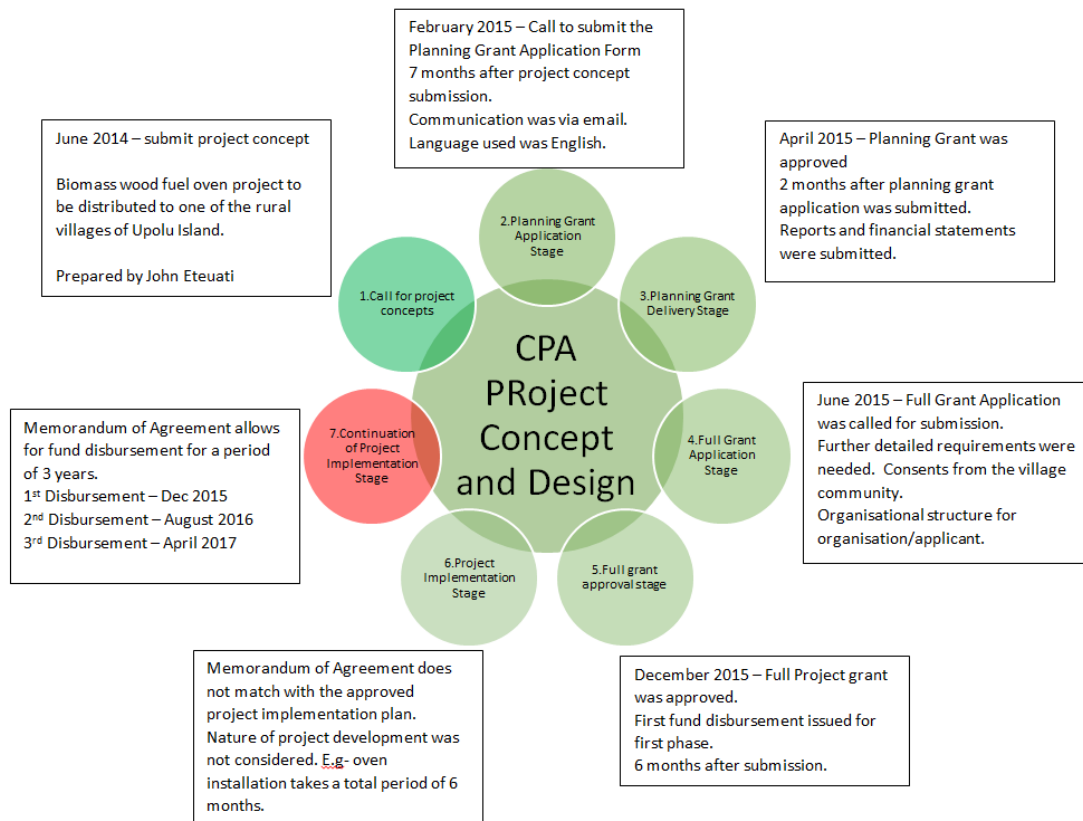 February 2015 – Call to submit the
Planning Grant Application Form
7 months after project concept
submission.
Communication was via email.
Language used was English.
June 2014 – submit project concept
Biomass wood fuel oven project to
be distributed to one of the rural
villages of Upolu Island.
Prepared by John Eteuati
April 2015 – Planning Grant was
approved
2 months after planning grant
application was submitted.
Reports and financial statements
were submitted.
2.Planning Grant
Application
Stage
1.Call for project
concepts
3.Planning Grant
Delivery Stage
CPA
PRoject
Concept
and Design
Memorandum of Agreement allows
for fund disbursement for a period
of 3 years.
1st Disbursement – Dec 2015
2nd Disbursement – August 2016
3rd Disbursement – April 2017
7.Continuation
of Project
Implementation
Stage
4.Full Grant
Application
Stage
June 2015 – Full Grant Application
was called for submission.
Further detailed requirements were
needed.  Consents from the village
community.
Organisational structure for
organisation/applicant.
6.Project
Implementation
Stage
5.Full grant
approval stage
Memorandum of Agreement does
not match with the approved
project implementation plan.
Nature of project development was
not considered. E.g- oven
installation takes a total period of 6
months.
December 2015 – Full Project grant
was approved.
First fund disbursement issued for
first phase.
6 months after submission.